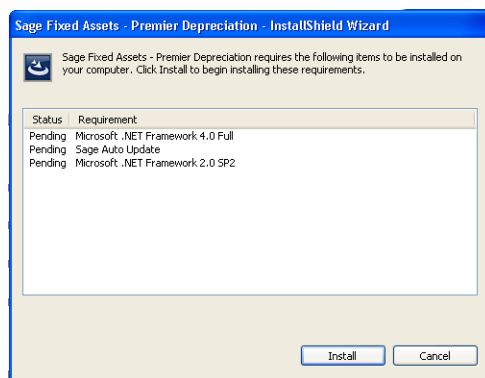 Sage Fixed Assets - Premier Depreciation - InstallShield Wizard
Sage Fixed Assets - Premier Depreciation requires the following items to be installed on
your computer. Click Install to begin installing these requirements.
Status Requirement
Pending Microsoft .NET Framework 4.0 Full
Pending Sage Auto Update
Pending Microsoft .NET Framework 2.0 SP2
Install Cancel